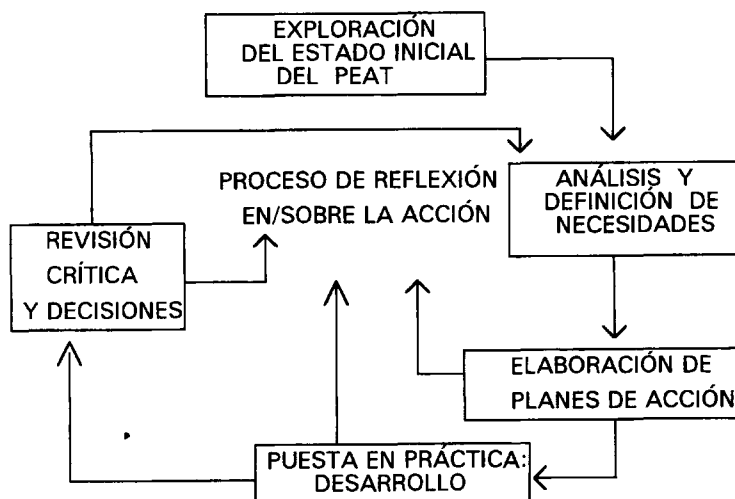 EXPLORACIÓN
DEL ESTADO INICIAL
DEL PEAT
PROCESO DE REFLEXIÓN
EN/SOBRE LA ACCIÓN
ANÁLISIS Y
DEFINICIÓN DE
NECESIDADES
REVISIÓN
CRÍTICA
Y DECISIONES
ELABORACIÓN DE
PLANES DE ACCIÓN
PUESTA EN PRÁCTICA:
DESARROLLO